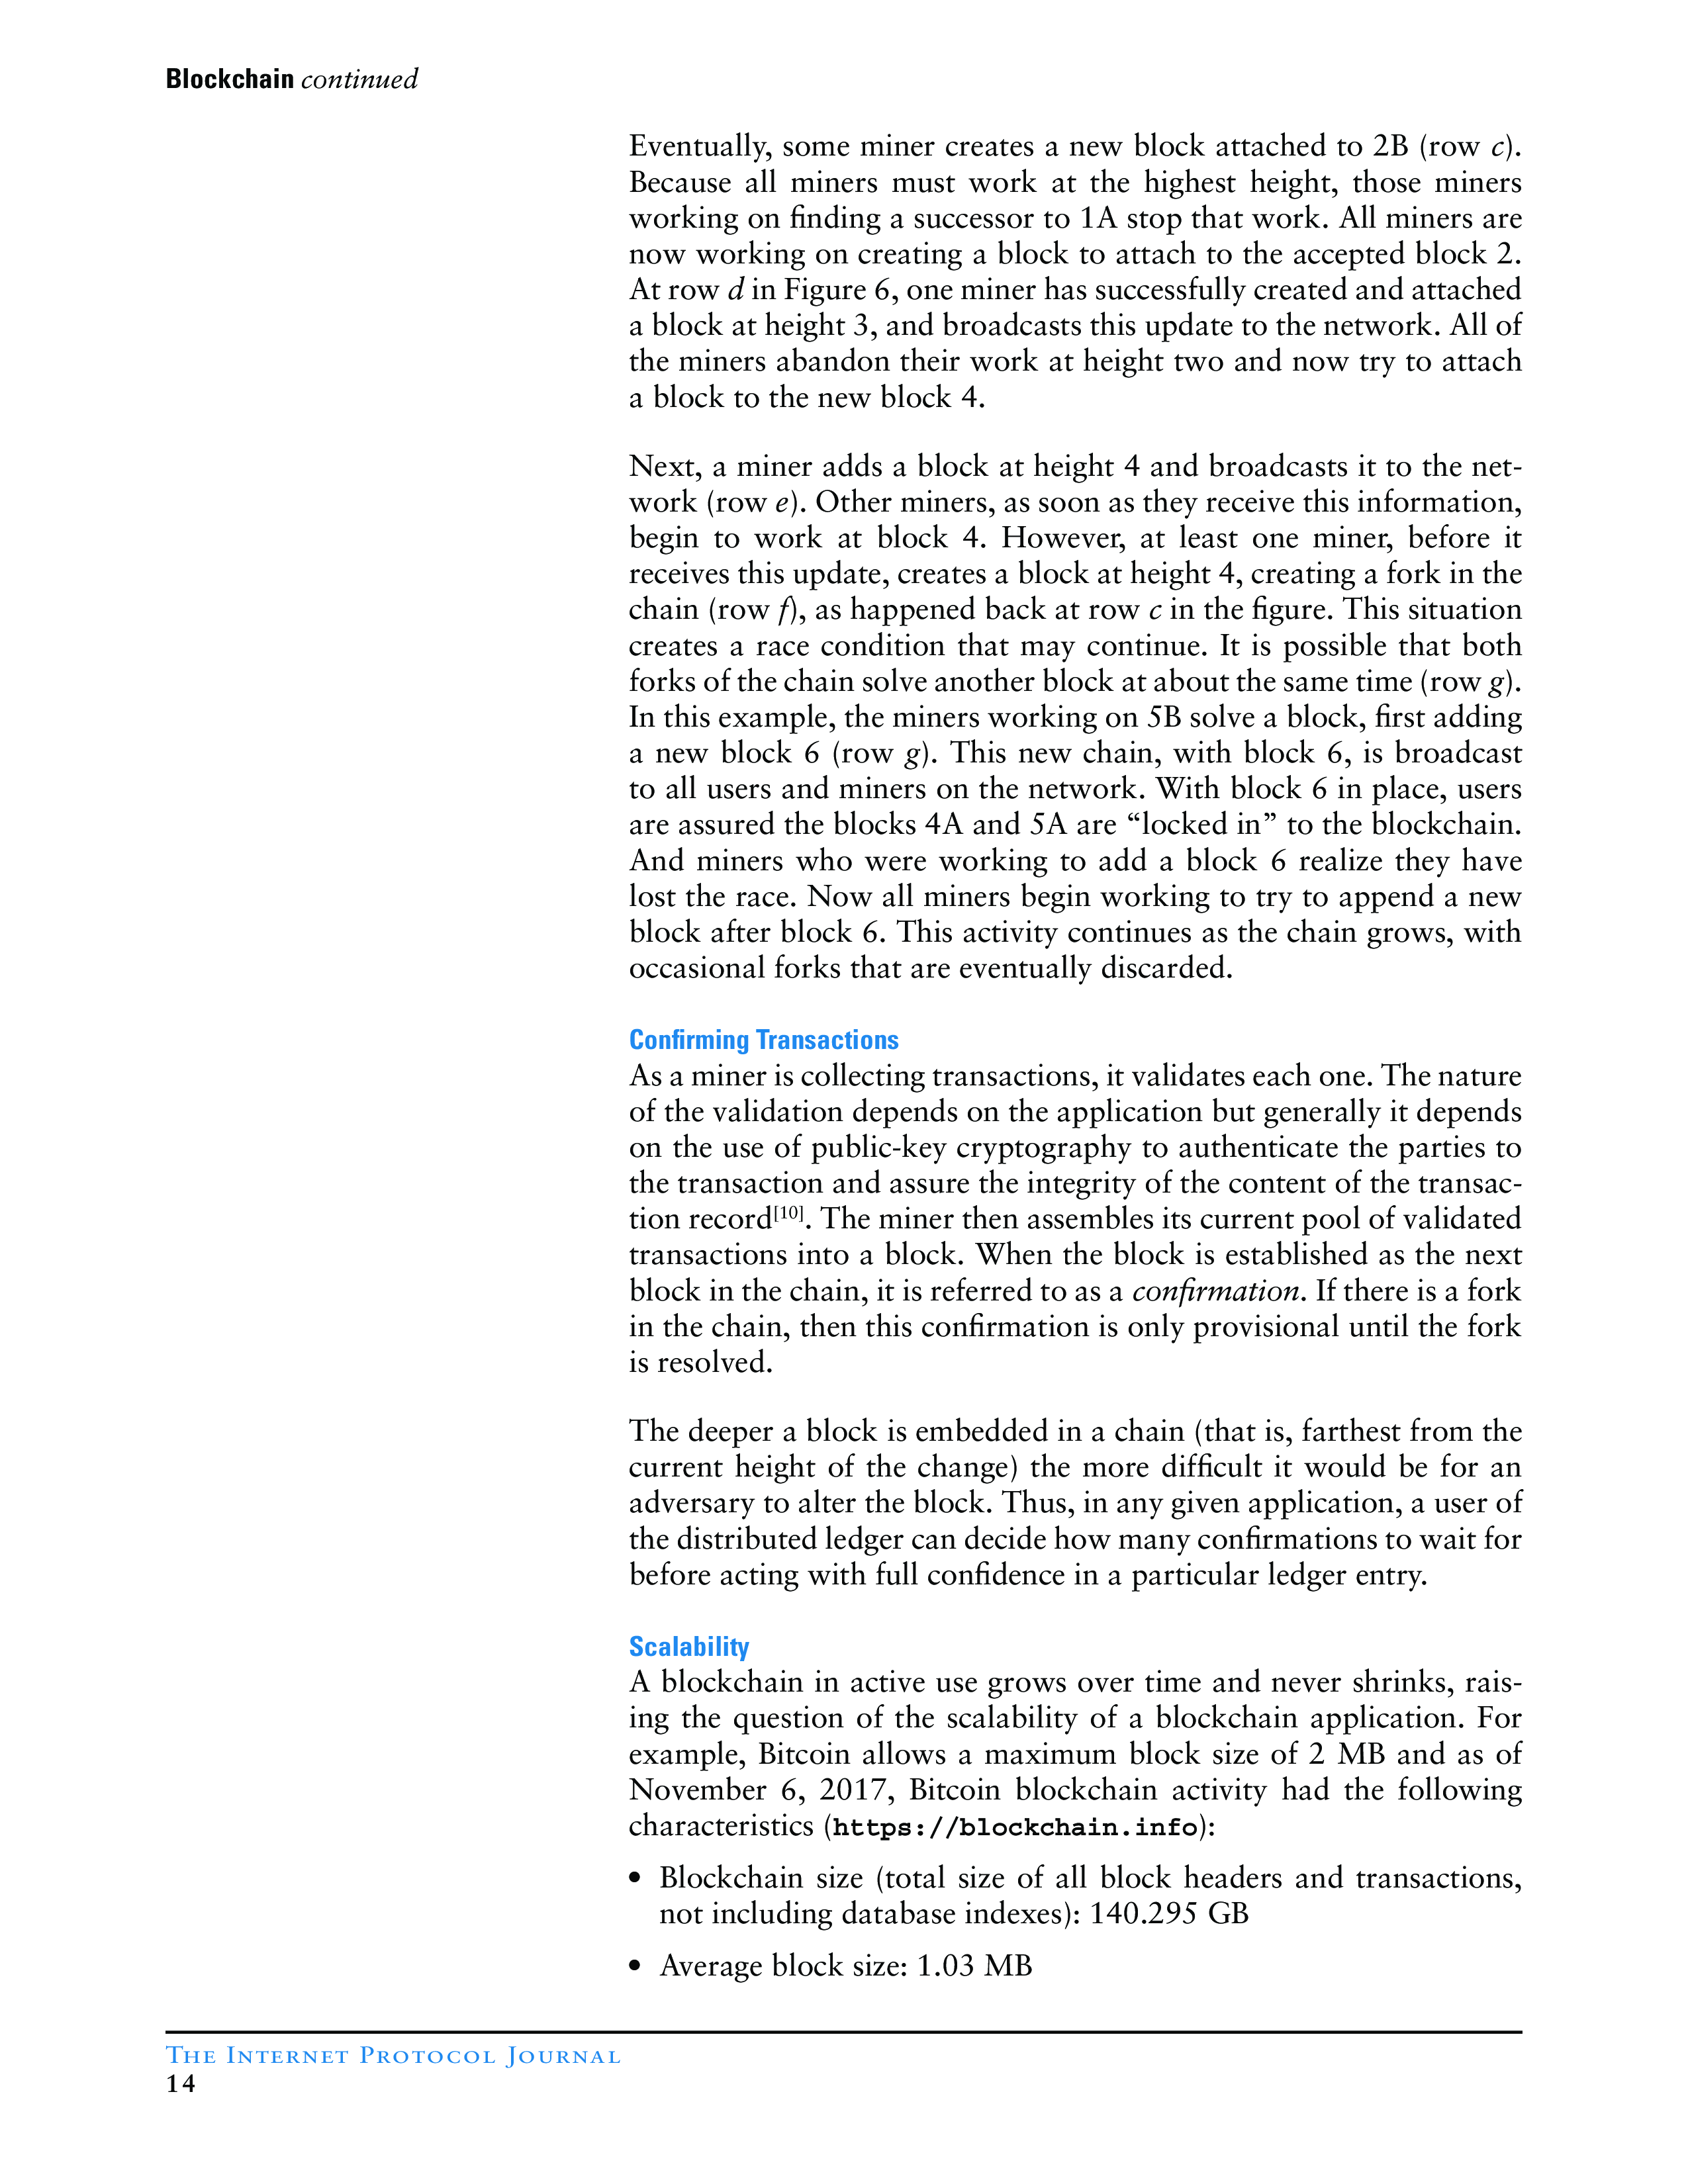 Blockchain continued
Eventually, some miner creates a new block attached to 2B (row c).
Because all miners must work at the highest height, those miners
working on finding a successor to 1A stop that work. All miners are
now working on creating a block to attach to the accepted block 2.
At row d in Figure 6, one miner has successfully created and attached
a block at height 3, and broadcasts this update to the network. All of
the miners abandon their work at height two and now try to attach
a block to the new block 4.
Next, a miner adds a block at height 4 and broadcasts it to the net-
work (row e). Other miners, as soon as they receive this information,
begin to work at block 4. However, at least one miner, before it
receives this update, creates a block at height 4, creating a fork in the
chain (row f), as happened back at row c in the figure. This situation
creates a race condition that may continue. It is possible that both
forks of the chain solve another block at about the same time (row g).
In this example, the miners working on 5B solve a block, first adding
a new block 6 (row g). This new chain, with block 6, is broadcast
to all users and miners on the network. With block 6 in place, users
are assured the blocks 4A and 5A are “locked in” to the blockchain.
And miners who were working to add a block 6 realize they have
lost the race. Now all miners begin working to try to append a new
block after block 6. This activity continues as the chain grows, with
occasional forks that are eventually discarded.
Confirming Transactions
As a miner is collecting transactions, it validates each one. The nature
of the validation depends on the application but generally it depends
on the use of public-key cryptography to authenticate the parties to
the transaction and assure the integrity of the content of the transac-
tion record[10]. The miner then assembles its current pool of validated
transactions into a block. When the block is established as the next
block in the chain, it is referred to as a confirmation. If there is a fork
in the chain, then this confirmation is only provisional until the fork
is resolved.
The deeper a block is embedded in a chain (that is, farthest from the
current height of the change) the more difficult it would be for an
adversary to alter the block. Thus, in any given application, a user of
the distributed ledger can decide how many confirmations to wait for
before acting with full confidence in a particular ledger entry.
Scalability
A blockchain in active use grows over time and never shrinks, rais-
ing the question of the scalability of a blockchain application. For
example, Bitcoin allows a maximum block size of 2 MB and as of
November 6, 2017, Bitcoin blockchain activity had the following
characteristics (https://blockchain.info):
• Blockchain size (total size of all block headers and transactions,
not including database indexes): 140.295 GB
• Average block size: 1.03 MB
The Internet Protocol Journal
14